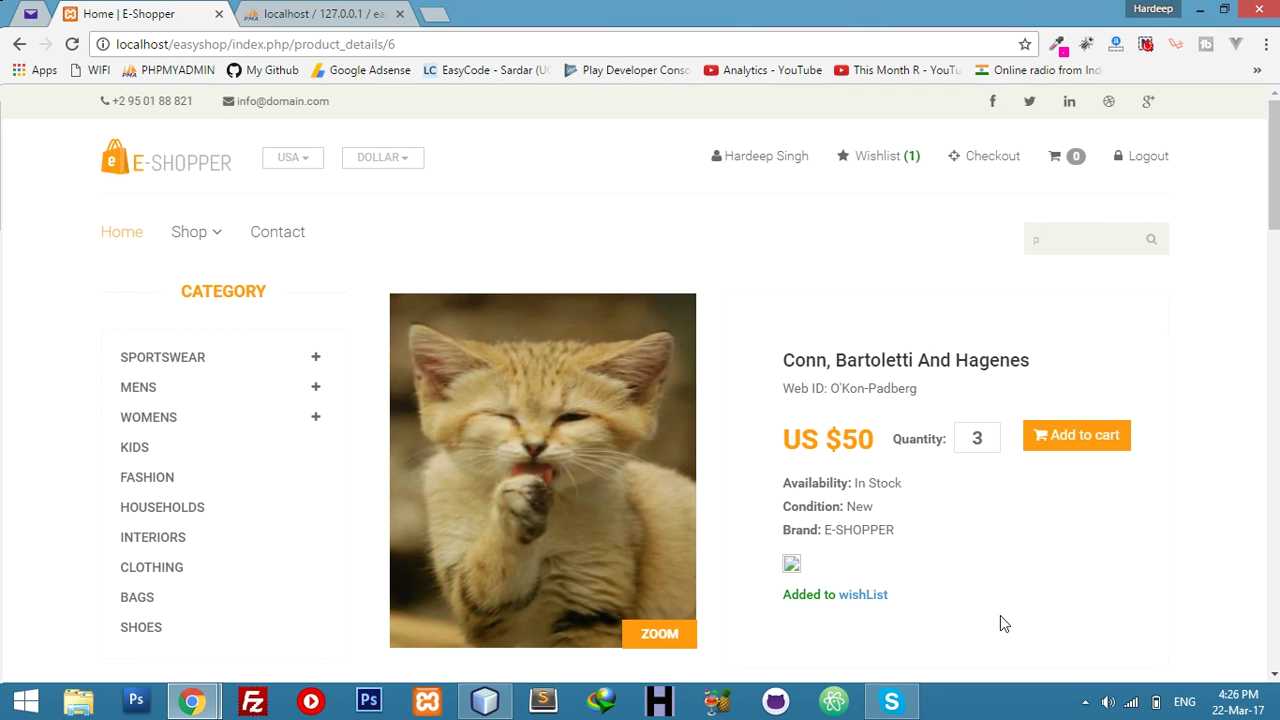 Home | E-Shopper
localhost / 127.0.0.1 / ea
Hardeep
localhost/easyshop/index.php/product_details/6
Apps
WIFI
PHPMYADMIN
My Github
Google Adsense
LC EasyCode - Sardar (U
Play Developer Conso
Analytics - YouTube
This Month R - YouTu
Online radio from Ind
»
+2 95 01 88 821
info@domain.com
E-SHOPPER
USA
DOLLAR
Hardeep Singh
Wishlist (1)
Checkout
0
Logout
Home
Shop
Contact
p
CATEGORY
SPORTSWEAR +
MENS +
WOMENS +
KIDS
FASHION
HOUSEHOLDS
INTERIORS
CLOTHING
BAGS
SHOES
ZOOM
Conn, Bartoletti And Hagenes
Web ID: O'Kon-Padberg
US $50 Quantity: 3 Add to cart
Availability: In Stock
Condition: New
Brand: E-SHOPPER
Added to wishList
ENG
4:26 PM
22-Mar-17